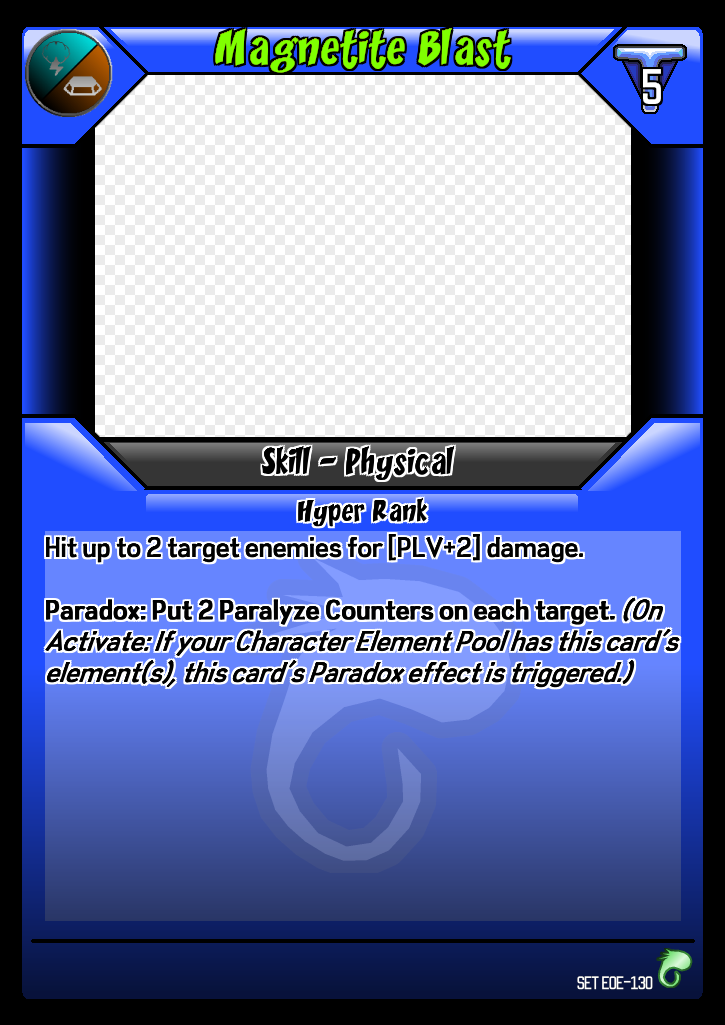 Magnetite Blast
5
Skill - Physical
Hyper Rank
Hit up to 2 target enemies for [PLV+2] damage.
Paradox: Put 2 Paralyze Counters on each target. (On
Activate: If your Character Element Pool has this card's
element(s), this card's Paradox effect is triggered.)
SET EOE-130